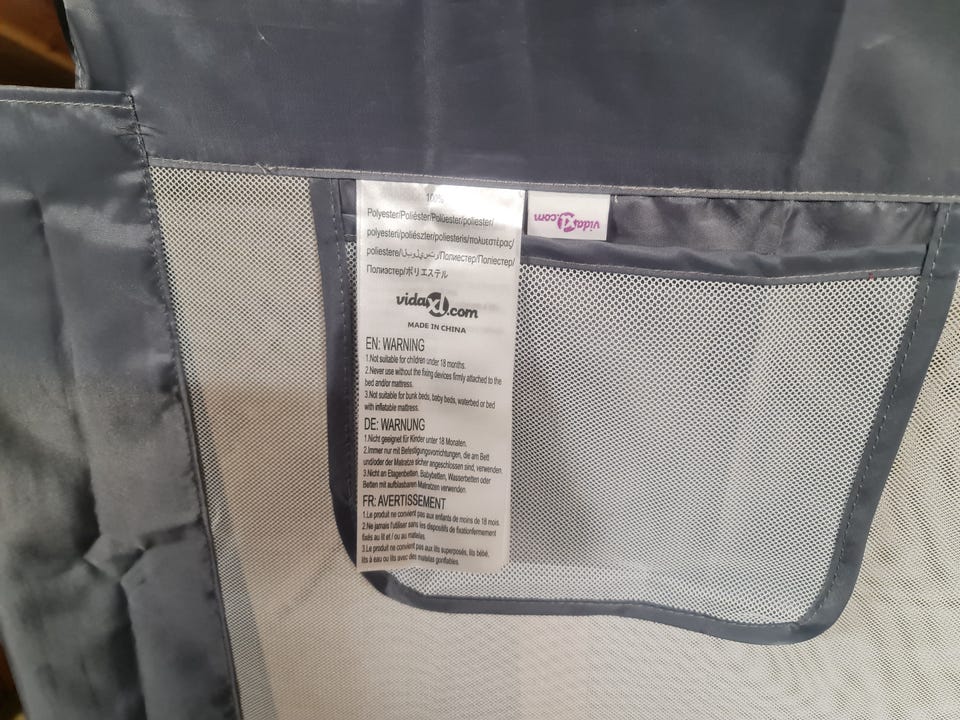 100%
Polyester/Poliéster/Poliüester/poliester/
polyesteri/poliészter/poliesteris/πολυεστέρας/
poliestere/البوليستر/Полиестер/Поліестер/
Полиэстер/ポリエステル
vidaXL.com
MADE IN CHINA
EN: WARNING
1.Not suitable for children under 18 months.
2.Never use without the fixing devices firmly attached to the
bed and/or mattress.
3.Not suitable for bunk beds, baby beds, waterbed or bed
with inflatable mattress.
DE: WARNUNG
1.Nicht geeignet für Kinder unter 18 Monaten.
2.Immer nur mit Befestigungsvorrichtungen, die am Bett
und/oder der Matratze sicher angeschlossen sind, verwenden.
3.Nicht an Etagenbetten, Babybetten, Wasserbetten oder
Betten mit aufblasbaren Matratzen verwenden.
FR: AVERTISSEMENT
1.Le produit ne convient pas aux enfants de moins de 18 mois.
2.Ne jamais l'utiliser sans les dispositifs de fixationfermement
fixés au lit et / ou au matelas.
3.Le produit ne convient pas aux lits superposés, lits bébé,
lits à eau ou lits avec des matelas gonflables.
vidaXL.com